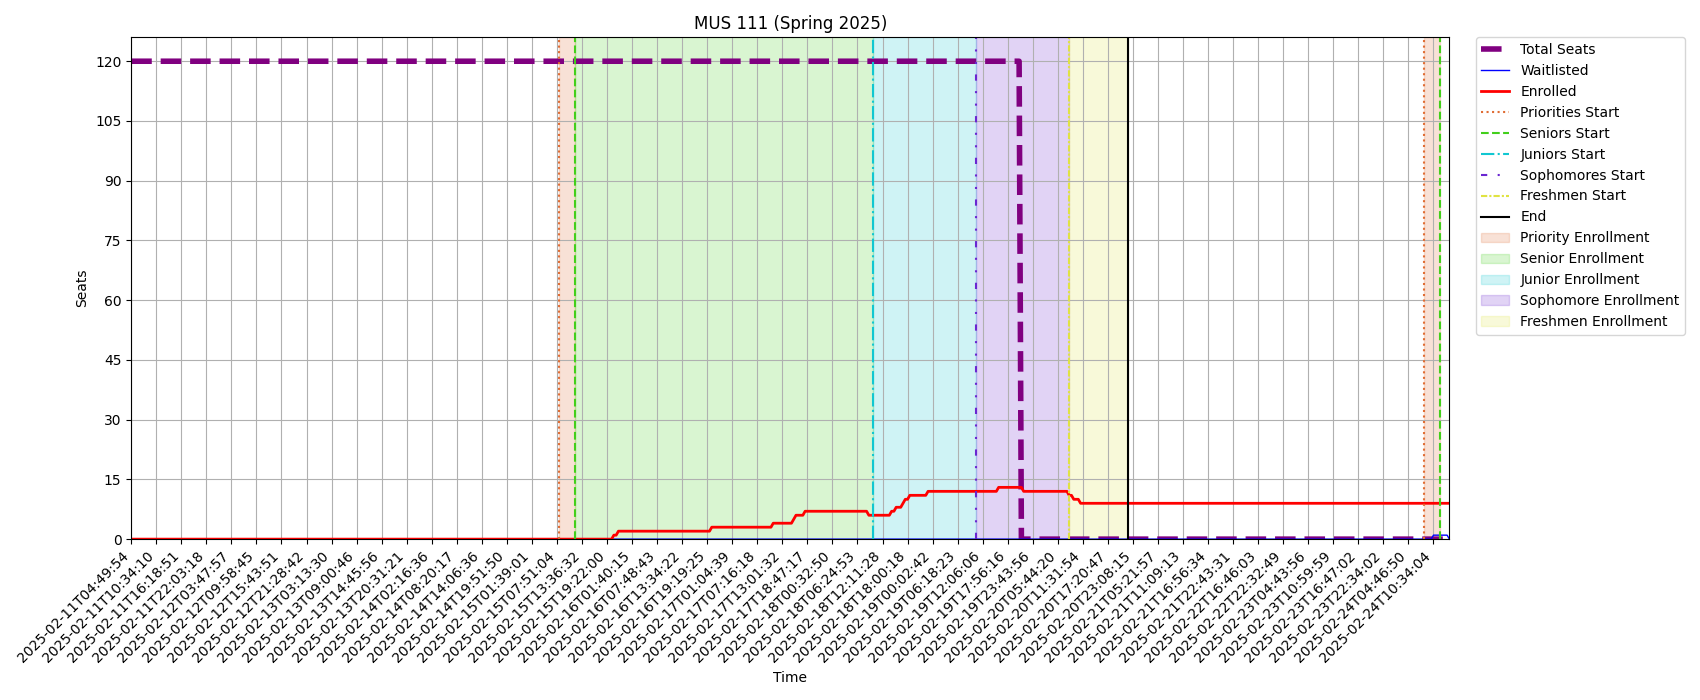 MUS 111 (Spring 2025)
Total Seats
Waitlisted
Enrolled
Priorities Start
Seniors Start
Juniors Start
Sophomores Start
Freshmen Start
End
Priority Enrollment
Senior Enrollment
Junior Enrollment
Sophomore Enrollment
Freshmen Enrollment
Seats
120
105
90
75
60
45
30
15
0
2025-02-11T04:49:54
2025-02-11T10:34:10
2025-02-11T16:18:51
2025-02-11T22:03:18
2025-02-12T03:47:57
2025-02-12T09:58:45
2025-02-12T15:43:51
2025-02-12T21:28:42
2025-02-13T03:13:30
2025-02-13T09:00:46
2025-02-13T14:45:56
2025-02-13T20:31:21
2025-02-14T02:16:36
2025-02-14T08:20:17
2025-02-14T14:06:36
2025-02-14T19:51:50
2025-02-15T01:39:01
2025-02-15T07:51:04
2025-02-15T13:36:32
2025-02-15T19:22:00
2025-02-16T01:40:15
2025-02-16T07:48:43
2025-02-16T13:34:22
2025-02-16T19:19:25
2025-02-17T01:04:39
2025-02-17T07:16:18
2025-02-17T13:01:32
2025-02-17T18:47:17
2025-02-18T00:32:50
2025-02-18T06:24:53
2025-02-18T12:11:28
2025-02-18T18:00:18
2025-02-19T00:02:42
2025-02-19T06:18:23
2025-02-19T12:06:06
2025-02-19T17:56:16
2025-02-19T23:43:56
2025-02-20T05:44:20
2025-02-20T11:31:54
2025-02-20T17:20:47
2025-02-20T23:08:15
2025-02-21T05:21:57
2025-02-21T11:09:13
2025-02-21T16:56:34
2025-02-21T22:43:31
2025-02-22T16:46:03
2025-02-22T22:32:49
2025-02-23T04:43:56
2025-02-23T10:59:59
2025-02-23T16:47:02
2025-02-23T22:34:02
2025-02-24T04:46:50
2025-02-24T10:34:04
Time